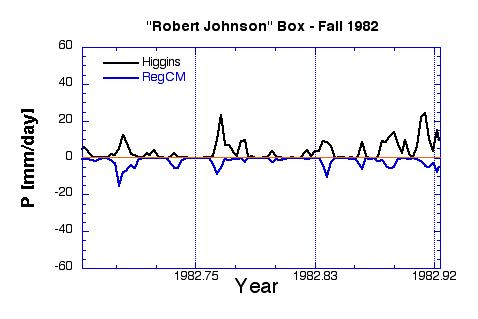 "Robert Johnson" Box - Fall 1982
60
Higgins
RegCM
40
20
0
-20
-40
-60
P [mm/day]
1982.75
1982.83
1982.92
Year